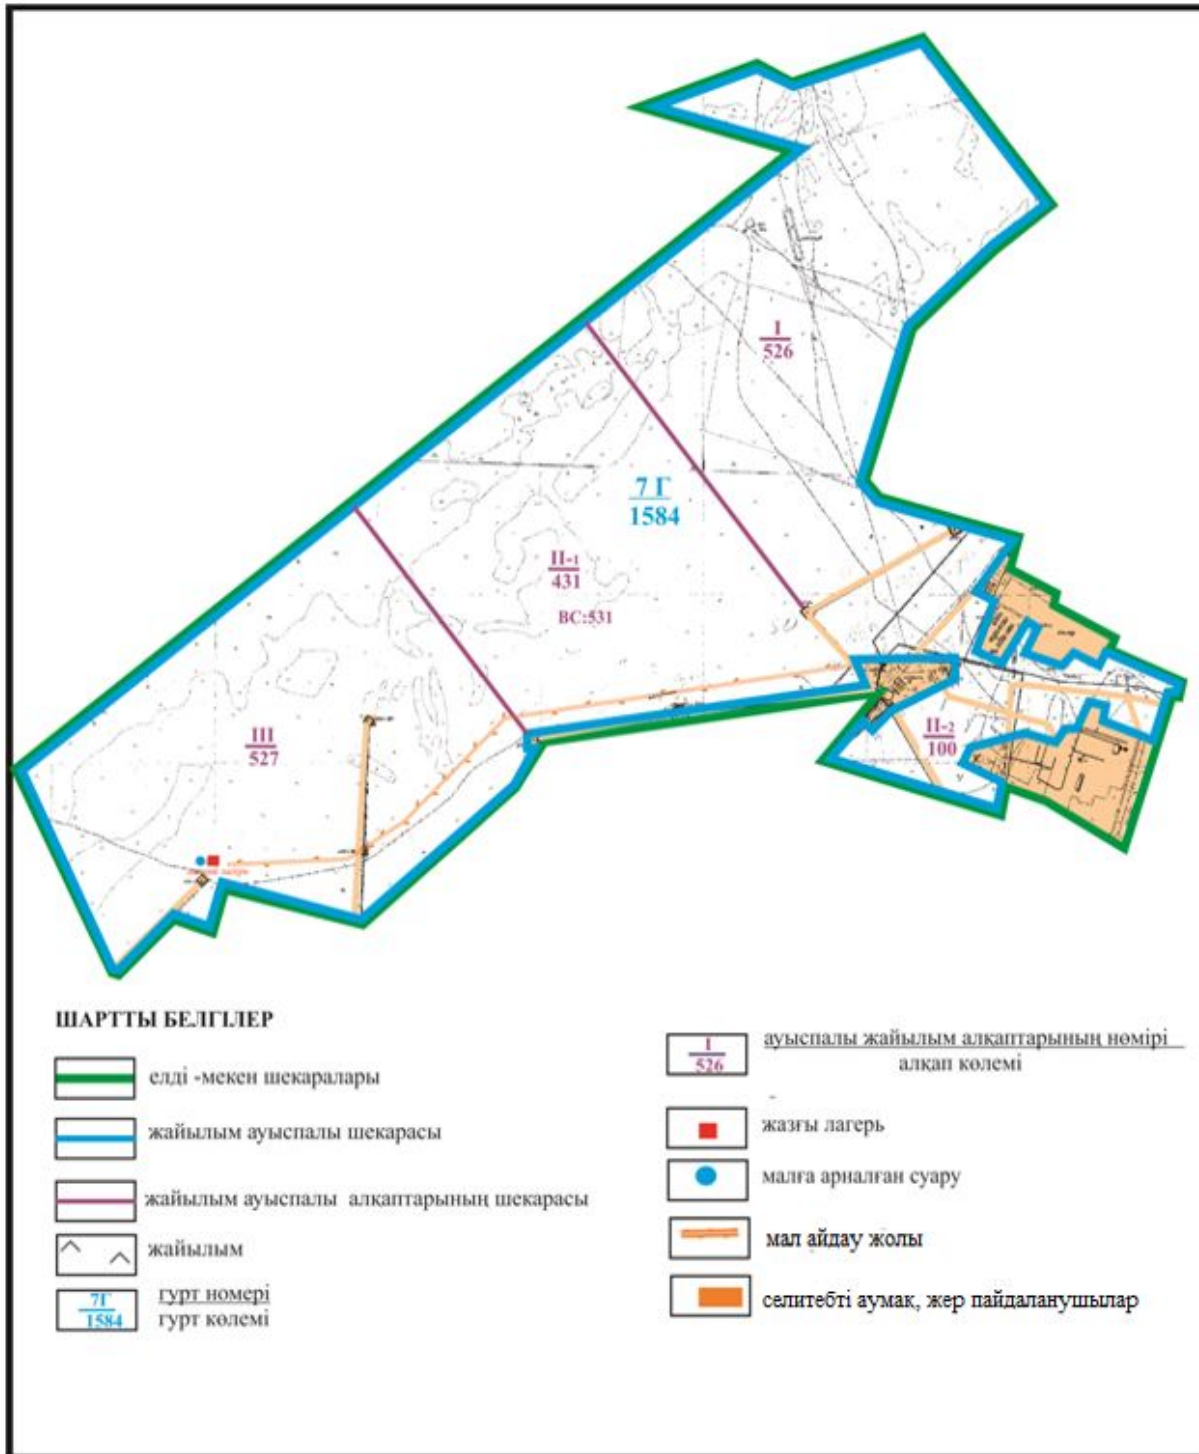 I
526
7 Г
1584
II-1
431
ВС:531
III
527
II-2
100
ШАРТТЫ БЕЛГІЛЕР
елді -мекен шекаралары
жайылым ауыспалы шекарасы
жайылым ауыспалы алқаптарының шекарасы
жайылым
7Г
1584
гурт номері
гурт көлемі
I
526
ауыспалы жайылым алқаптарының нөмірі
алқап көлемі
жазғы лагерь
малға арналған суару
мал айдау жолы
селитебті аумақ, жер пайдаланушылар